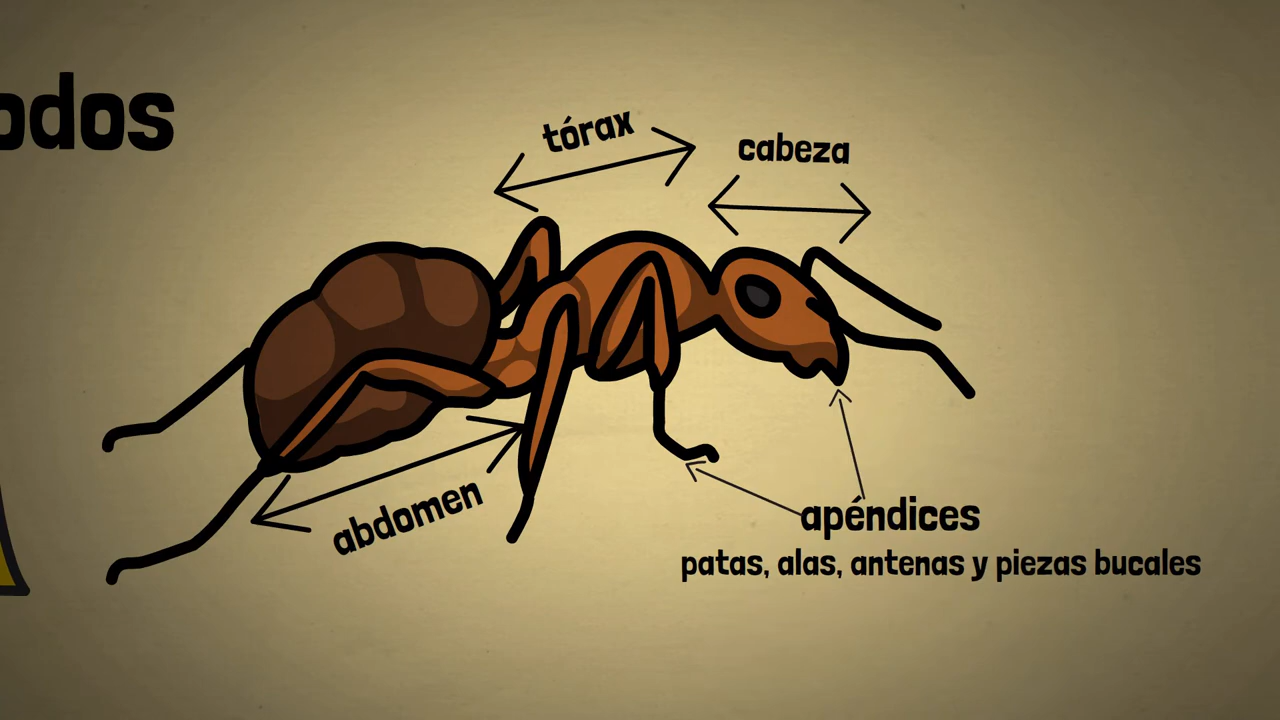 odos
tórax
cabeza
abdomen
apéndices
patas, alas, antenas y piezas bucales